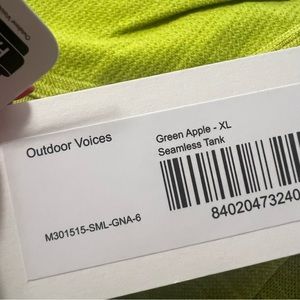 Outdoor Voices
Green Apple - XL
Seamless Tank
M301515-SML-GNA-6
84020473240